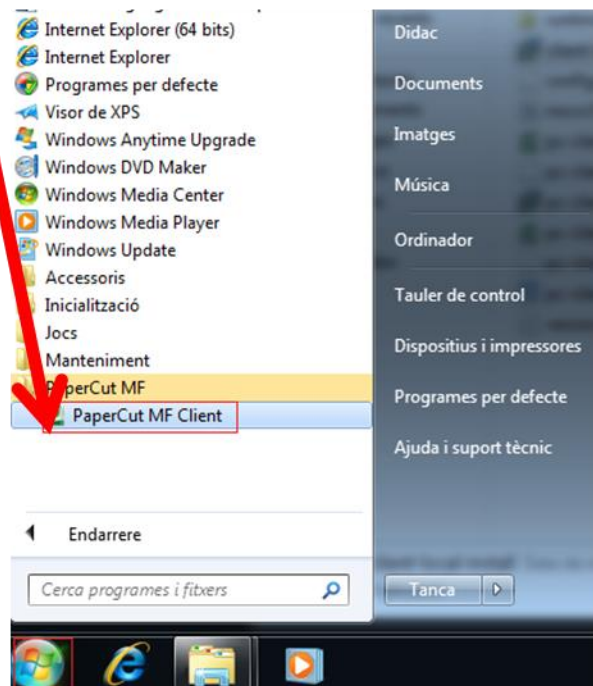 Internet Explorer (64 bits)
Internet Explorer
Programes per defecte
Visor de XPS
Windows Anytime Upgrade
Windows DVD Maker
Windows Media Center
Windows Media Player
Windows Update
Accessoris
Inicialització
Jocs
Manteniment
PaperCut MF
PaperCut MF Client
Endarrere
Cerca programes i fitxers
Didac
Documents
Imatges
Música
Ordinador
Tauler de control
Dispositius i impressores
Programes per defecte
Ajuda i suport tècnic
Tanca